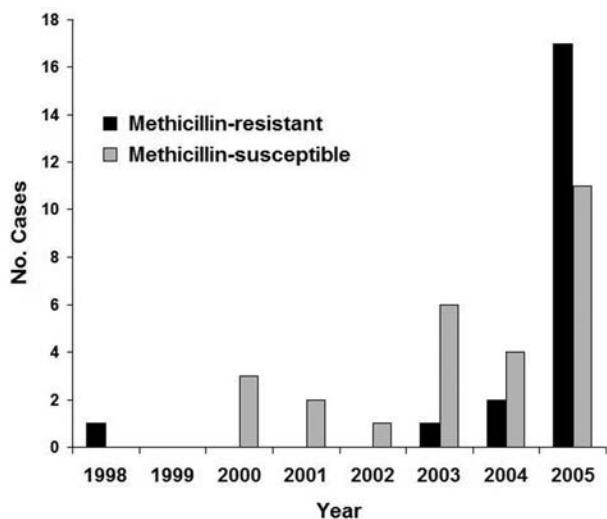 18
16
14
12
10
8
6
4
2
0
No. Cases
Methicillin-resistant
Methicillin-susceptible
1998 1999 2000 2001 2002 2003 2004 2005
Year